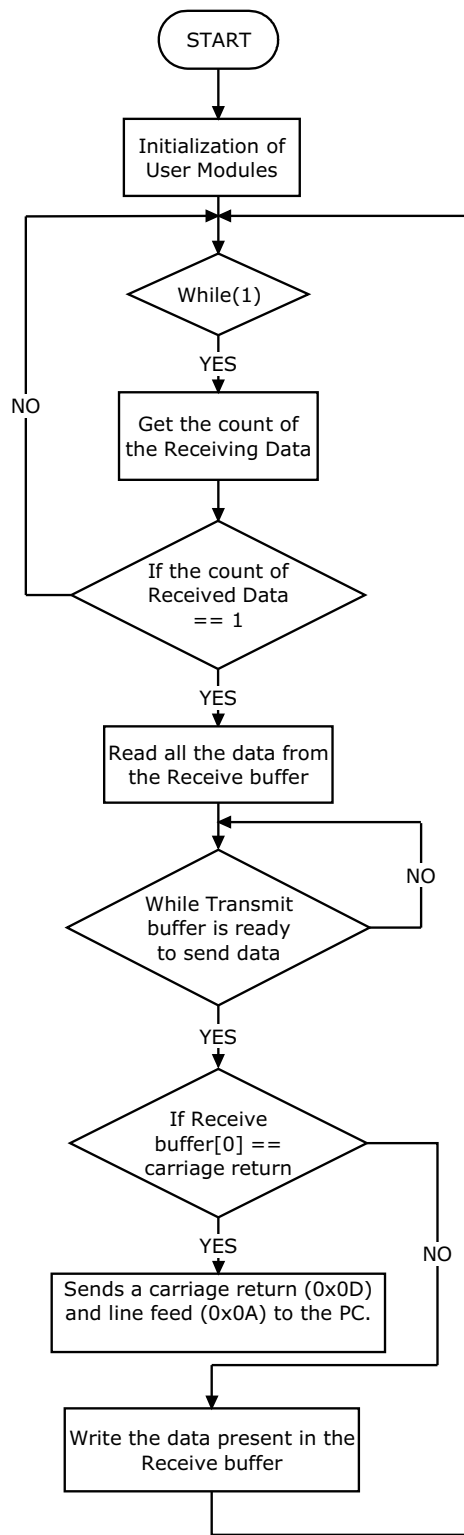 START
Initialization of
User Modules
While(1)
YES
NO
Get the count of
the Receiving Data
If the count of
Received Data
== 1
YES
Read all the data from
the Receive buffer
NO
While Transmit
buffer is ready
to send data
YES
If Receive
buffer[0] ==
carriage return
YES
NO
Sends a carriage return (0x0D)
and line feed (0x0A) to the PC.
Write the data present in the
Receive buffer